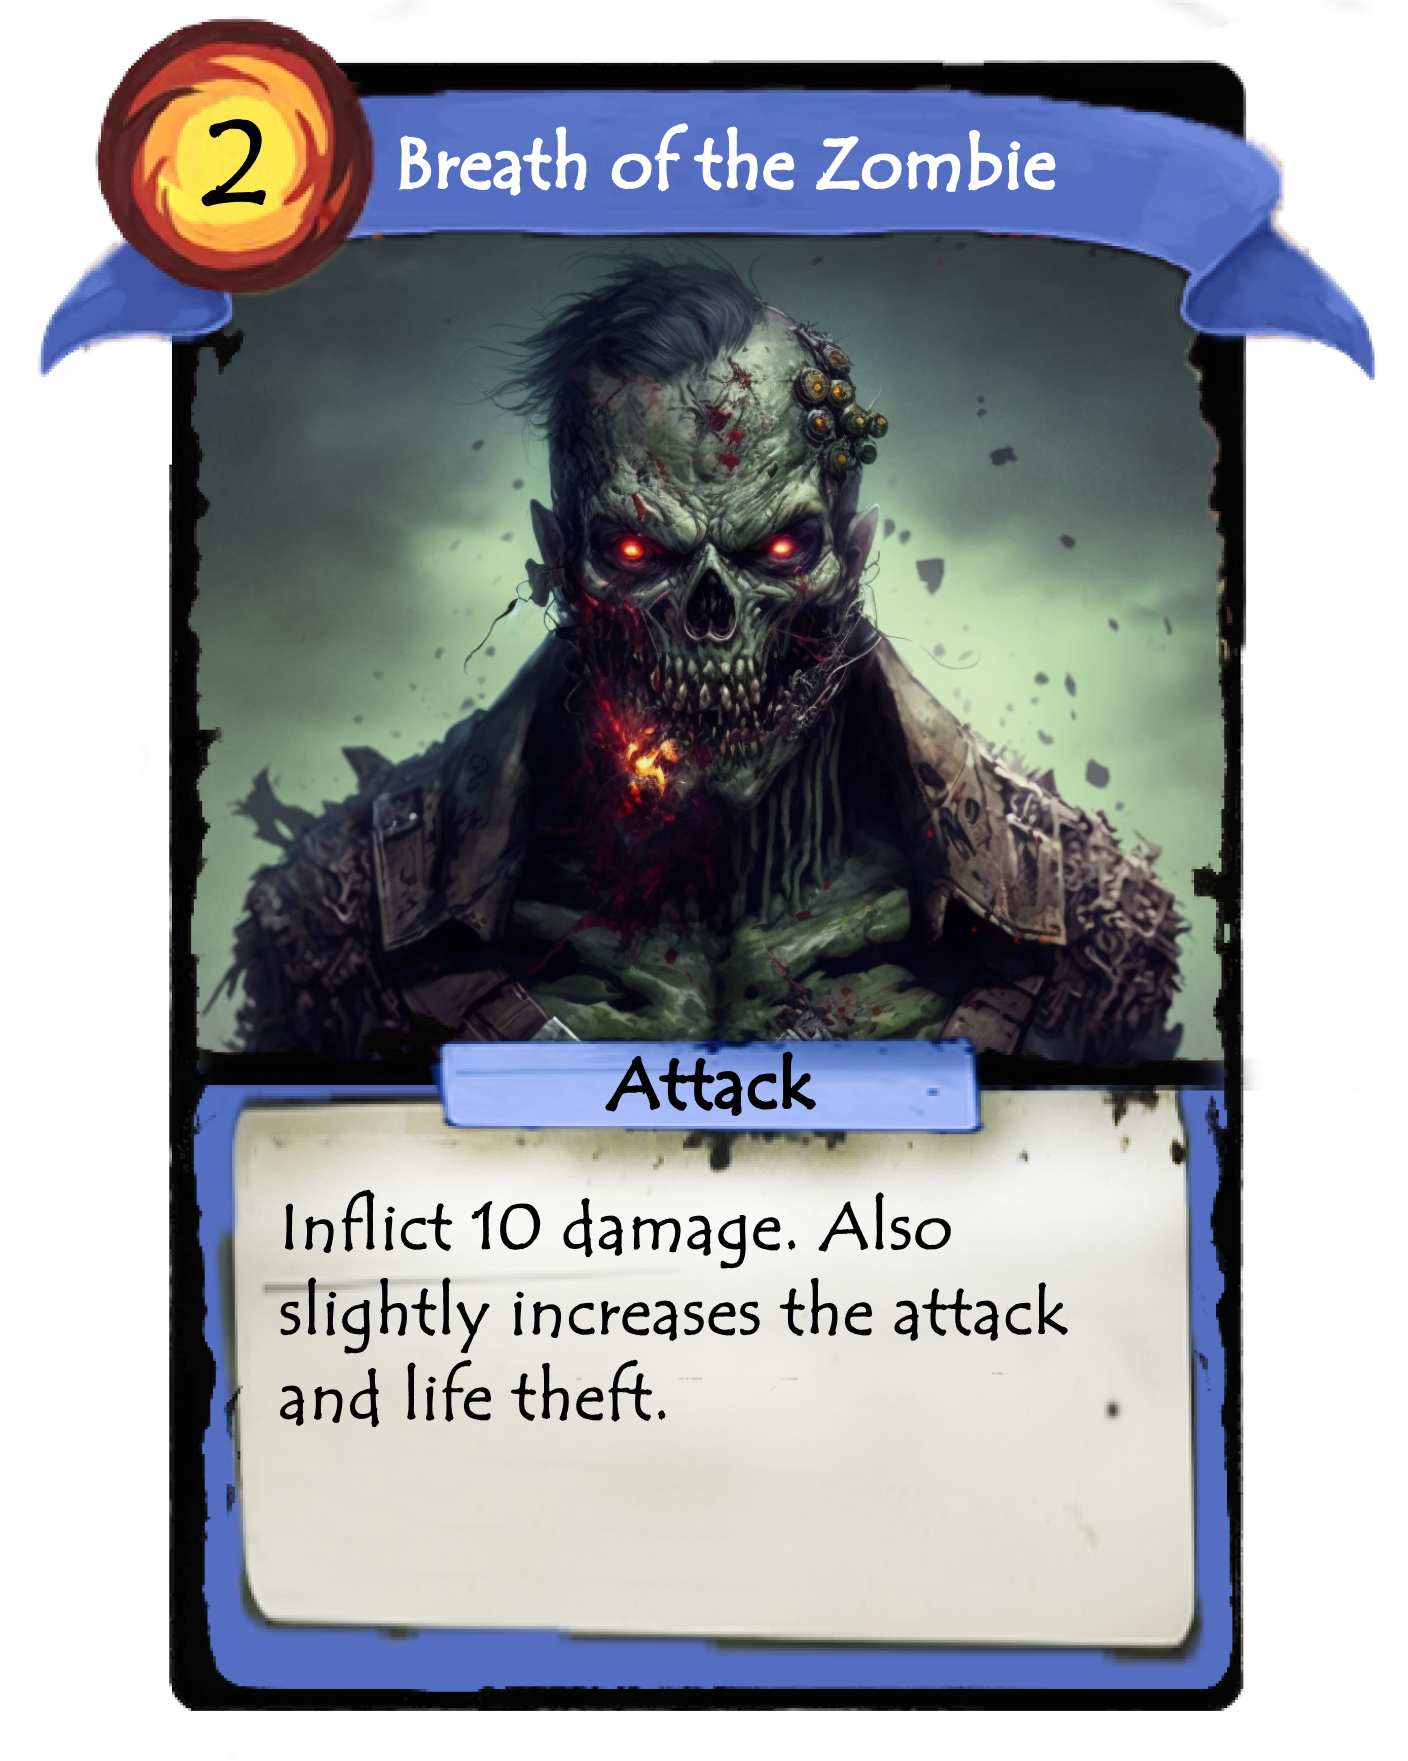 2
Breath of the Zombie
Attack
Inflict 10 damage. Also
slightly increases the attack
and life theft.